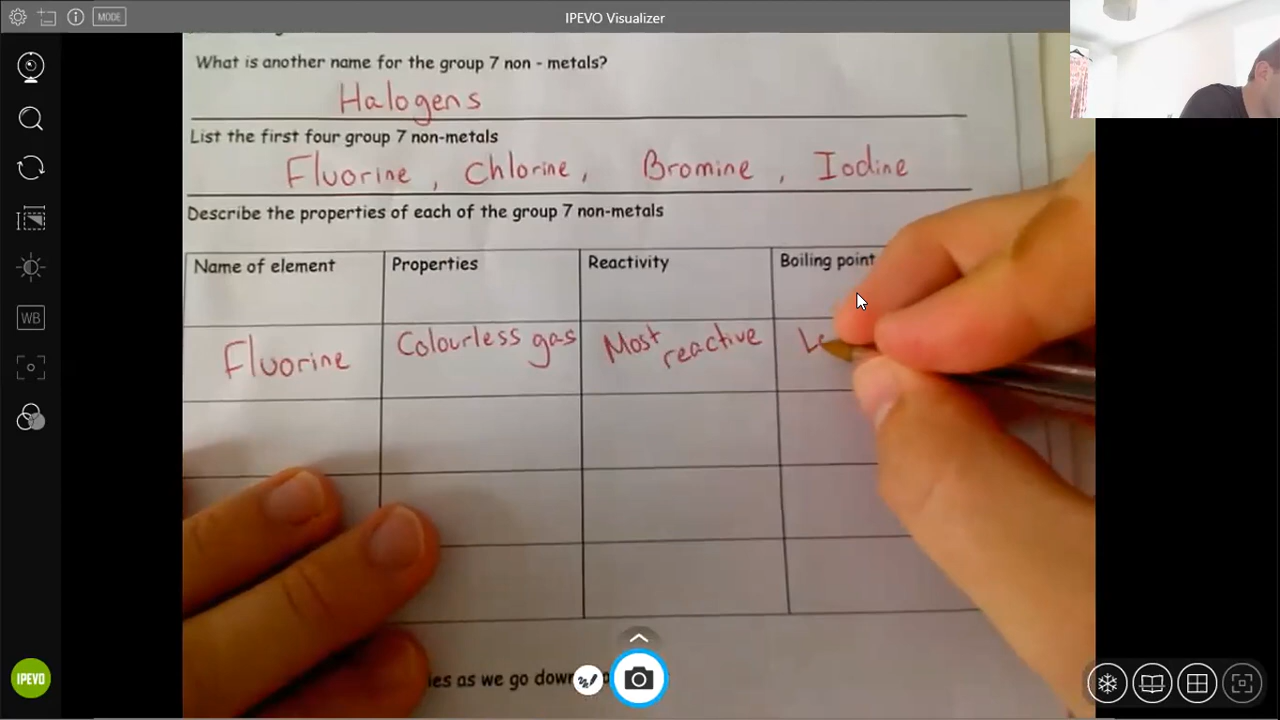 MODE
IPEVO Visualizer
What is another name for the group 7 non - metals?
Halogens
List the first four group 7 non-metals
Fluorine , Chlorine , Bromine , Iodine
Describe the properties of each of the group 7 non-metals
Name of element Properties Reactivity Boiling point
Fluorine Colourless gas Most reactive
WB
as we go down
IPEVO